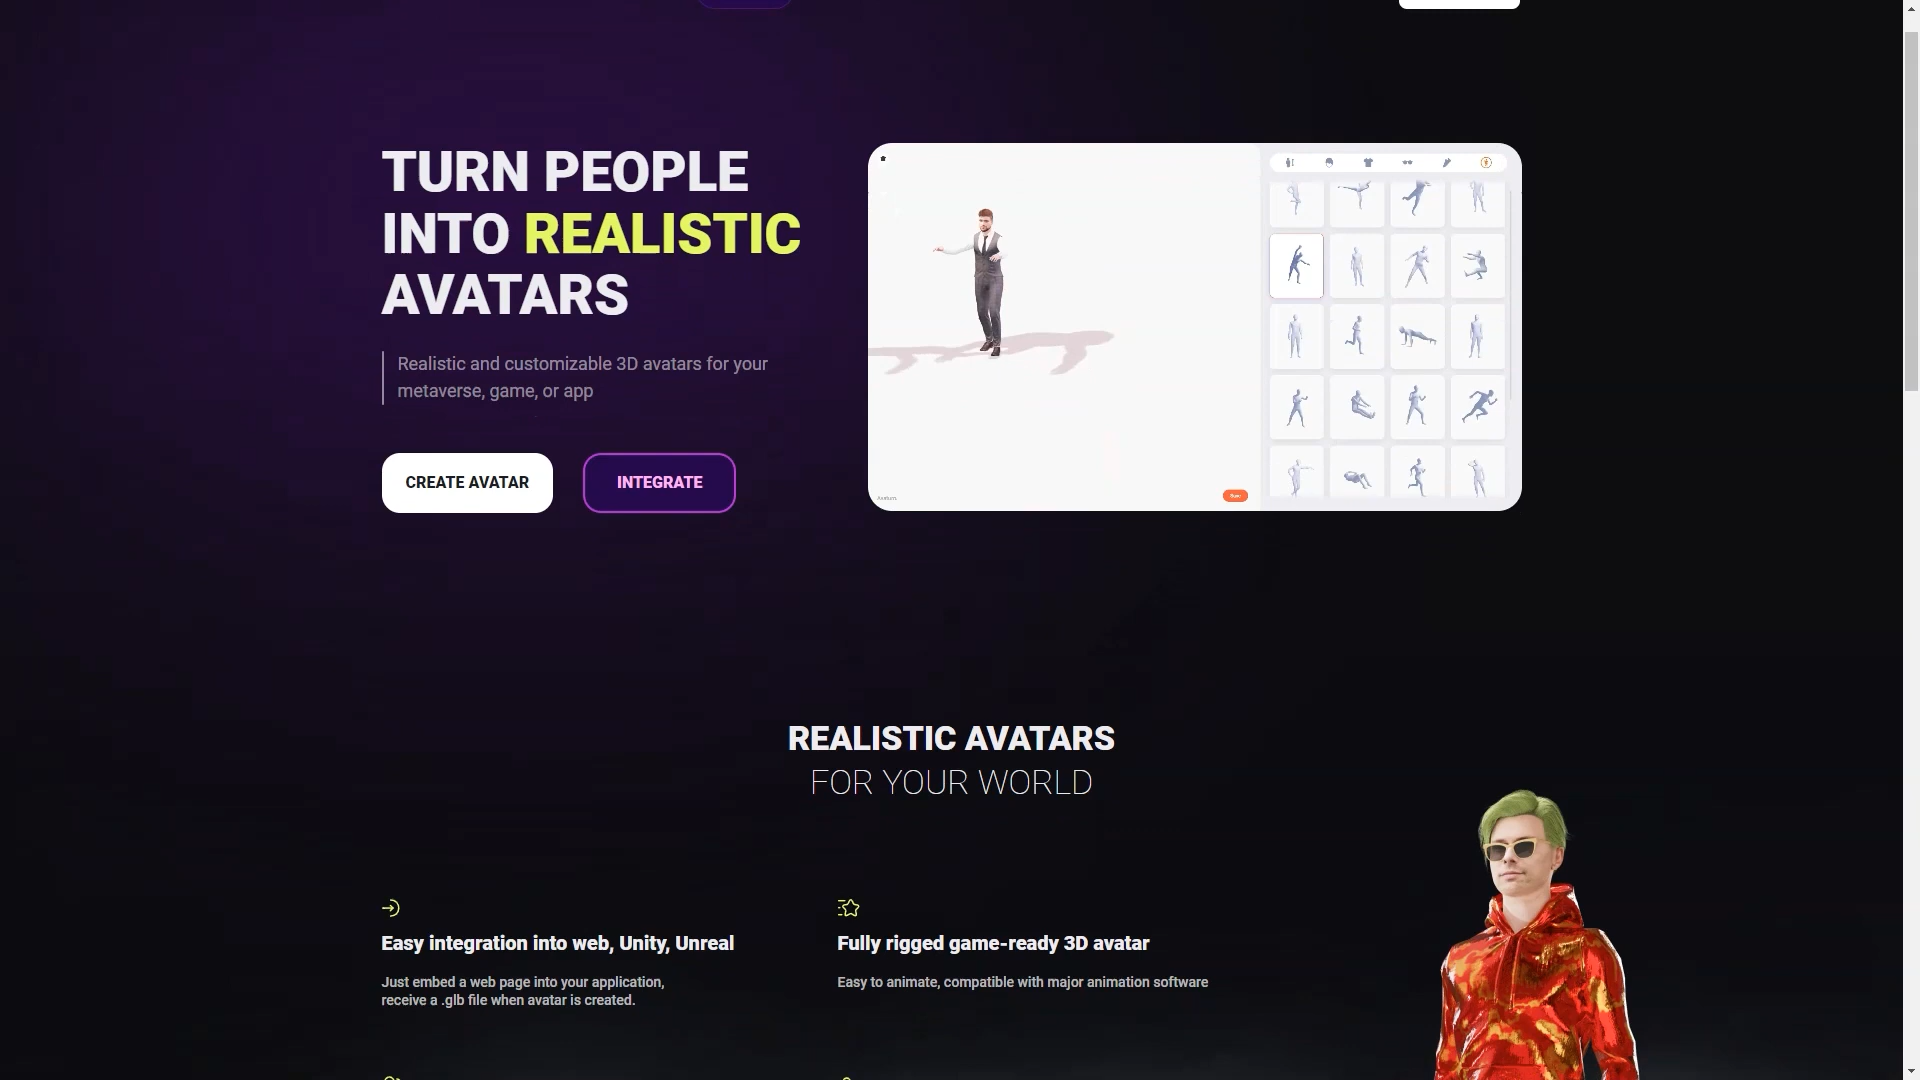 TURN PEOPLE
INTO REALISTIC
AVATARS
Realistic and customizable 3D avatars for your
metaverse, game, or app
CREATE AVATAR
INTEGRATE
REALISTIC AVATARS
FOR YOUR WORLD
Easy integration into web, Unity, Unreal
Just embed a web page into your application,
receive a .glb file when avatar is created.
Fully rigged game-ready 3D avatar
Easy to animate, compatible with major animation software